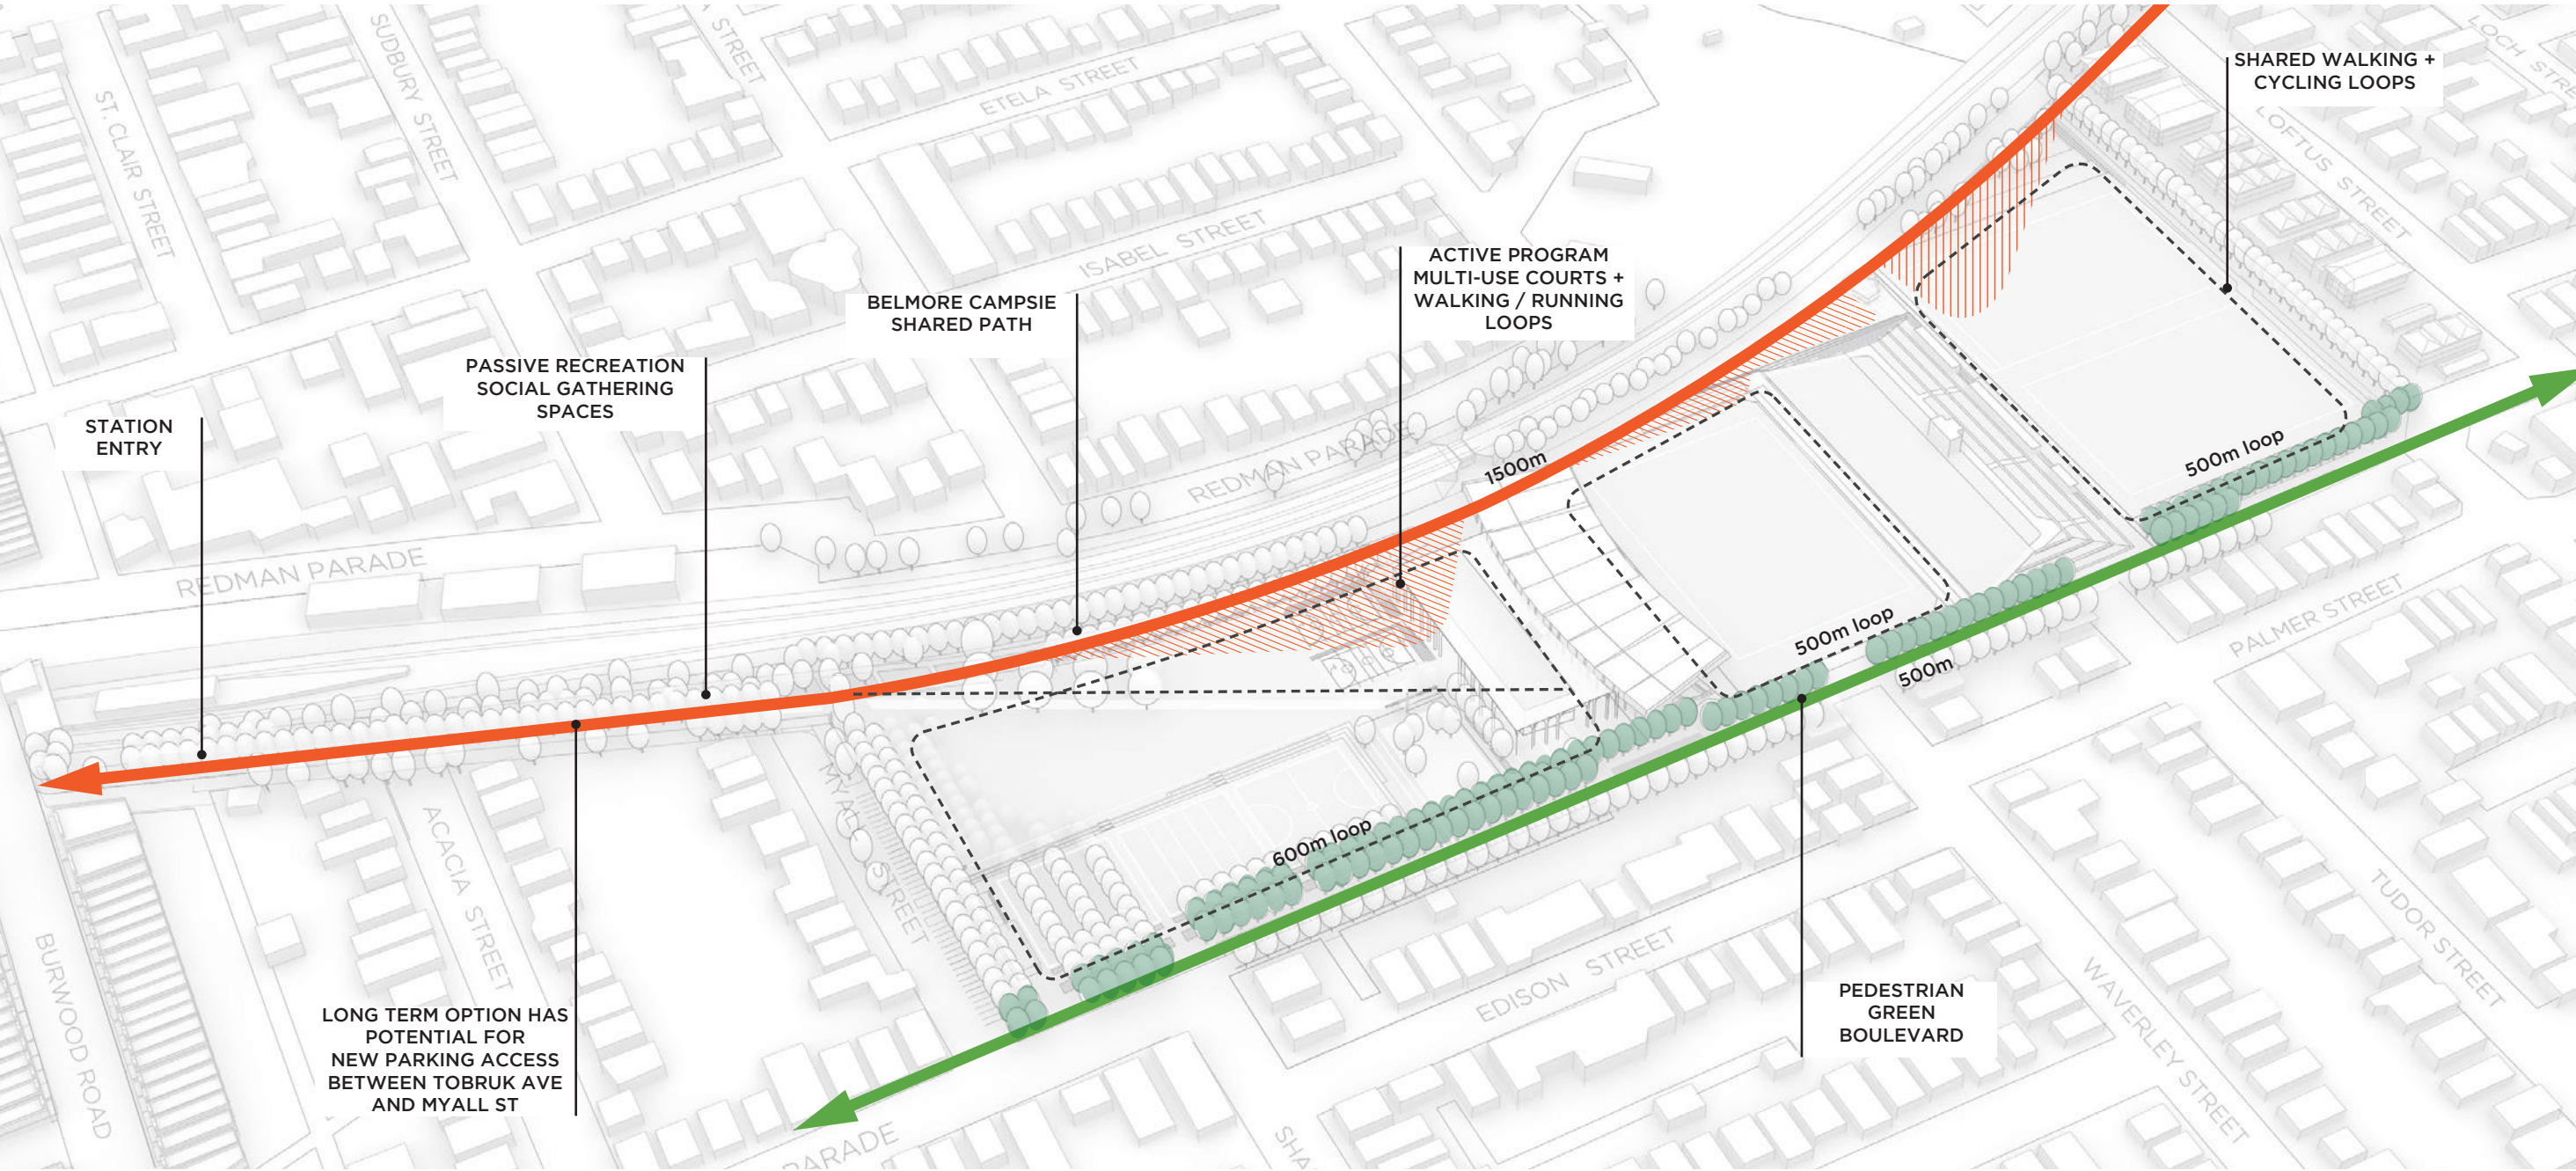 SHARED WALKING +
CYCLING LOOPS
ACTIVE PROGRAM
MULTI-USE COURTS +
WALKING / RUNNING
LOOPS
BELMORE CAMPSIE
SHARED PATH
PASSIVE RECREATION
SOCIAL GATHERING
SPACES
STATION
ENTRY
LONG TERM OPTION HAS
POTENTIAL FOR
NEW PARKING ACCESS
BETWEEN TOBRUK AVE
AND MYALL ST
PEDESTRIAN
GREEN
BOULEVARD
1500m
500m loop
500m loop
500m
600m loop
ST. CLAIR STREET
SUDBURY STREET
STREET
ETELA STREET
ISABEL STREET
LOCH STREET
LOFTUS STREET
REDMAN PARADE
REDMAN PARADE
PALMER STREET
MYALL STREET
ACACIA STREET
BURWOOD ROAD
EDISON STREET
WAVERLEY STREET
TUDOR STREET
PARADE